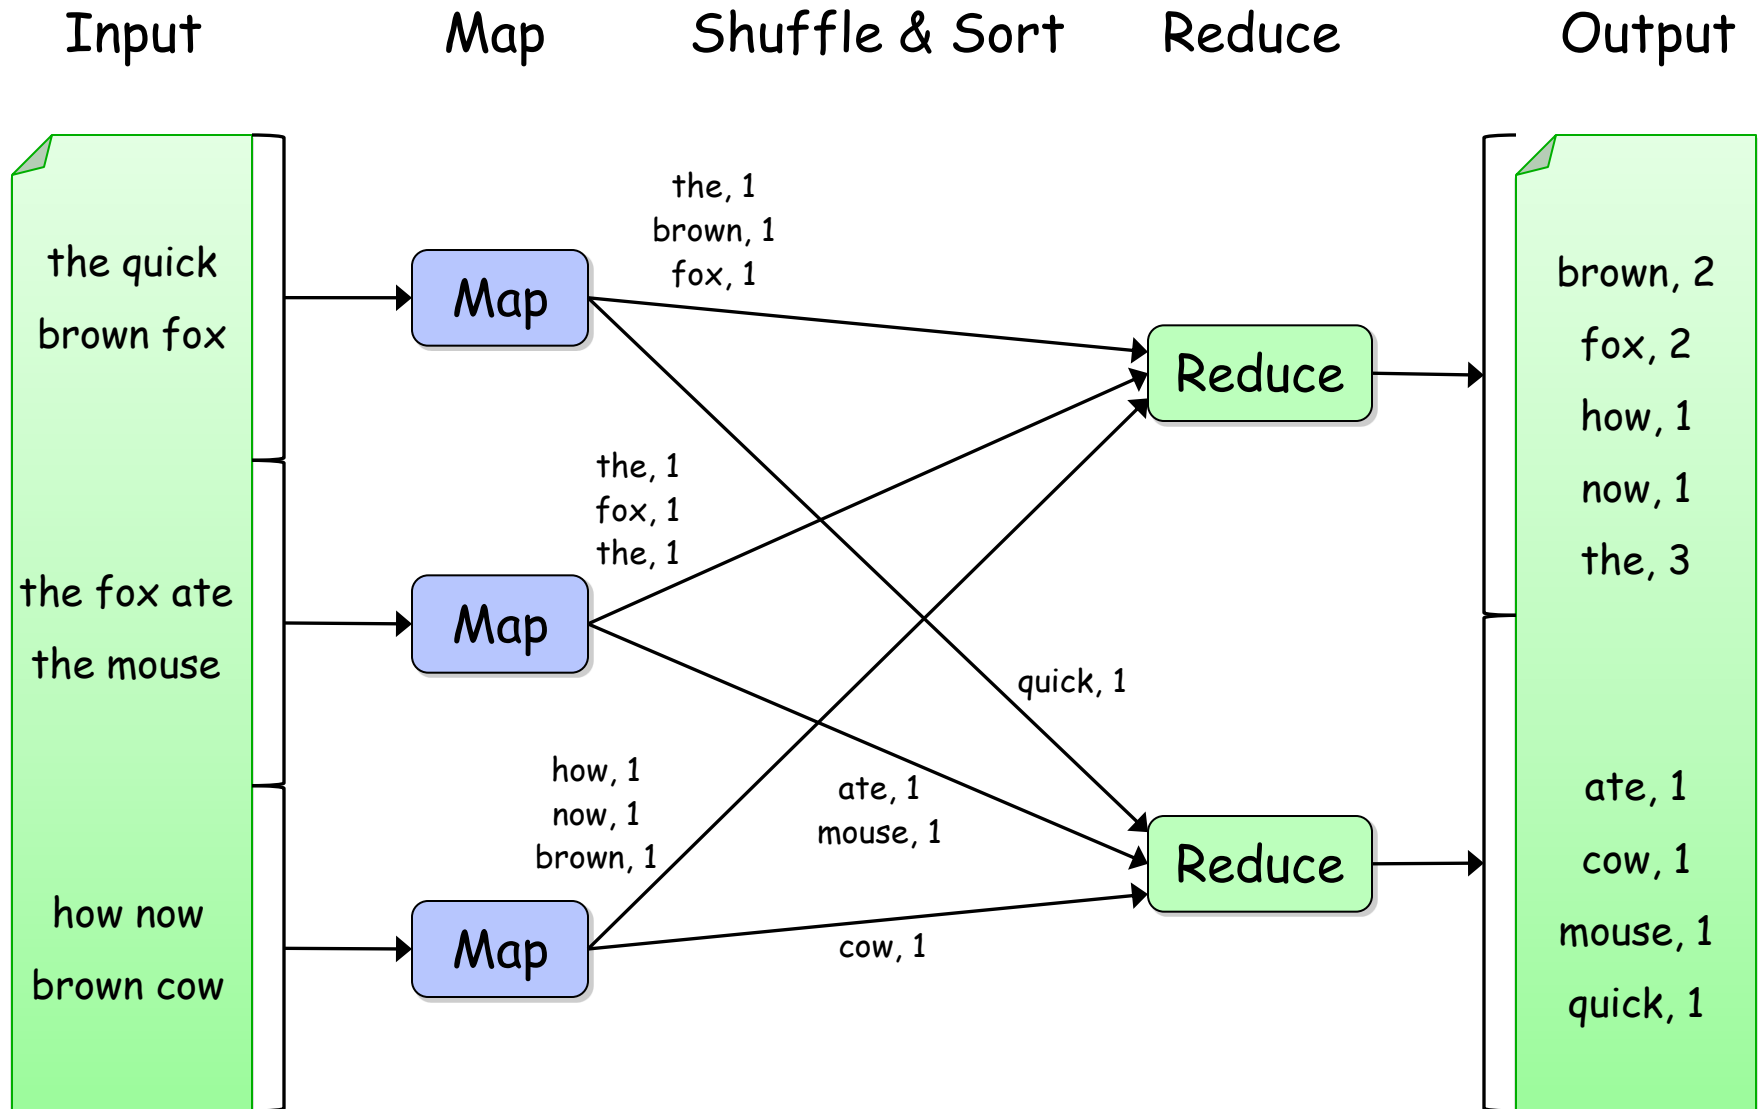 Input
Map
Shuffle & Sort
Reduce
Output
the quick
brown fox
the fox ate
the mouse
how now
brown cow
Map
Map
Map
the, 1
brown, 1
fox, 1
the, 1
fox, 1
the, 1
how, 1
now, 1
brown, 1
quick, 1
ate, 1
mouse, 1
cow, 1
Reduce
Reduce
brown, 2
fox, 2
how, 1
now, 1
the, 3
ate, 1
cow, 1
mouse, 1
quick, 1